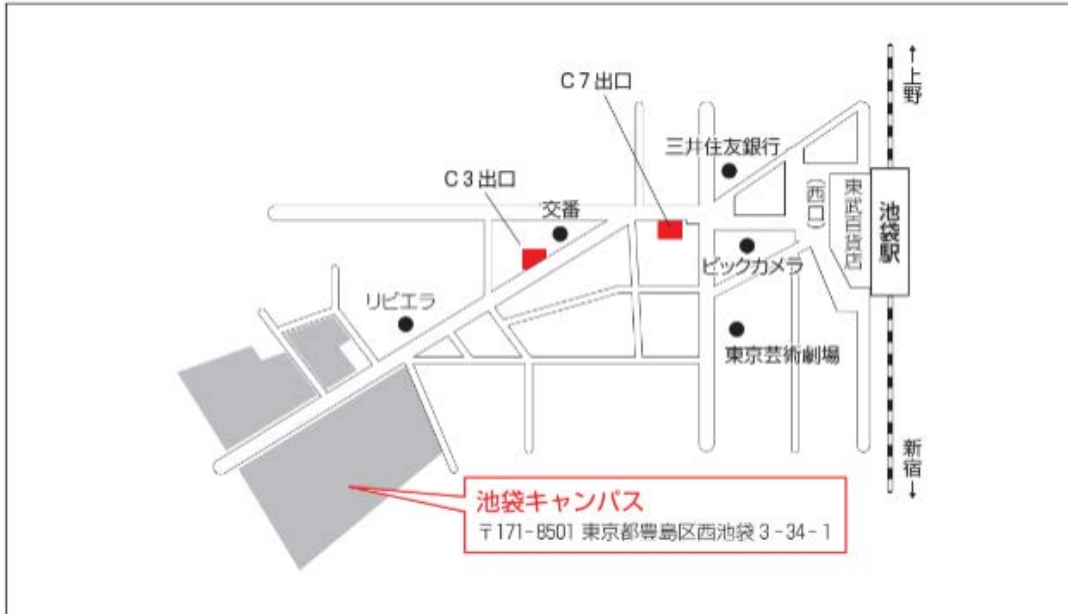 ↑上野
C7出口
三井住友銀行
C3出口
交番
(西口)
東武百貨店
池袋駅
ビックカメラ
リビエラ
東京芸術劇場
新宿↓
池袋キャンパス
〒171-8501 東京都豊島区西池袋3-34-1